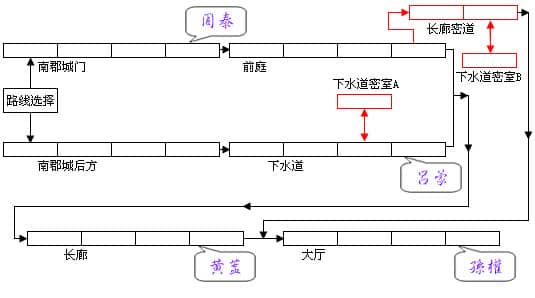 周泰
长廊密道
南郡城门
前庭
下水道密室B
下水道密室A
路线选择
南郡城后方
下水道
吕蒙
长廊
黄盖
大厅
孙权